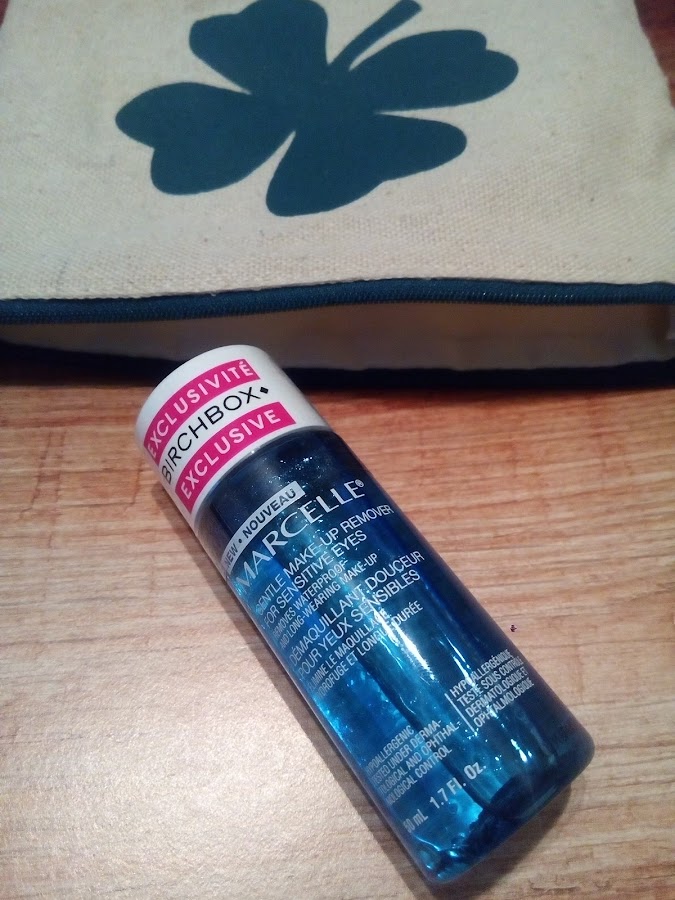 EXCLUSIVITÉ
BIRCHBOX♦
EXCLUSIVE
NEW • NOUVEAU
MARCELLE®
GENTLE MAKE-UP REMOVER
FOR SENSITIVE EYES
REMOVES WATERPROOF
AND LONG-WEARING MAKE-UP
DÉMAQUILLANT DOUCEUR
POUR YEUX SENSIBLES
LE MAQUILLAGE
ET LONGUE DURÉE
HYPOALLERGENIC
TESTED UNDER DERMA-
TOLOGICAL AND OPHTHAL-
MOLOGICAL CONTROL
HYPOALLERGÉNIQUE
TESTÉ SOUS CONTRÔLE
DERMATOLOGIQUE ET
OPHTALMOLOGIQUE
50 mL 1.7 Fl. Oz.